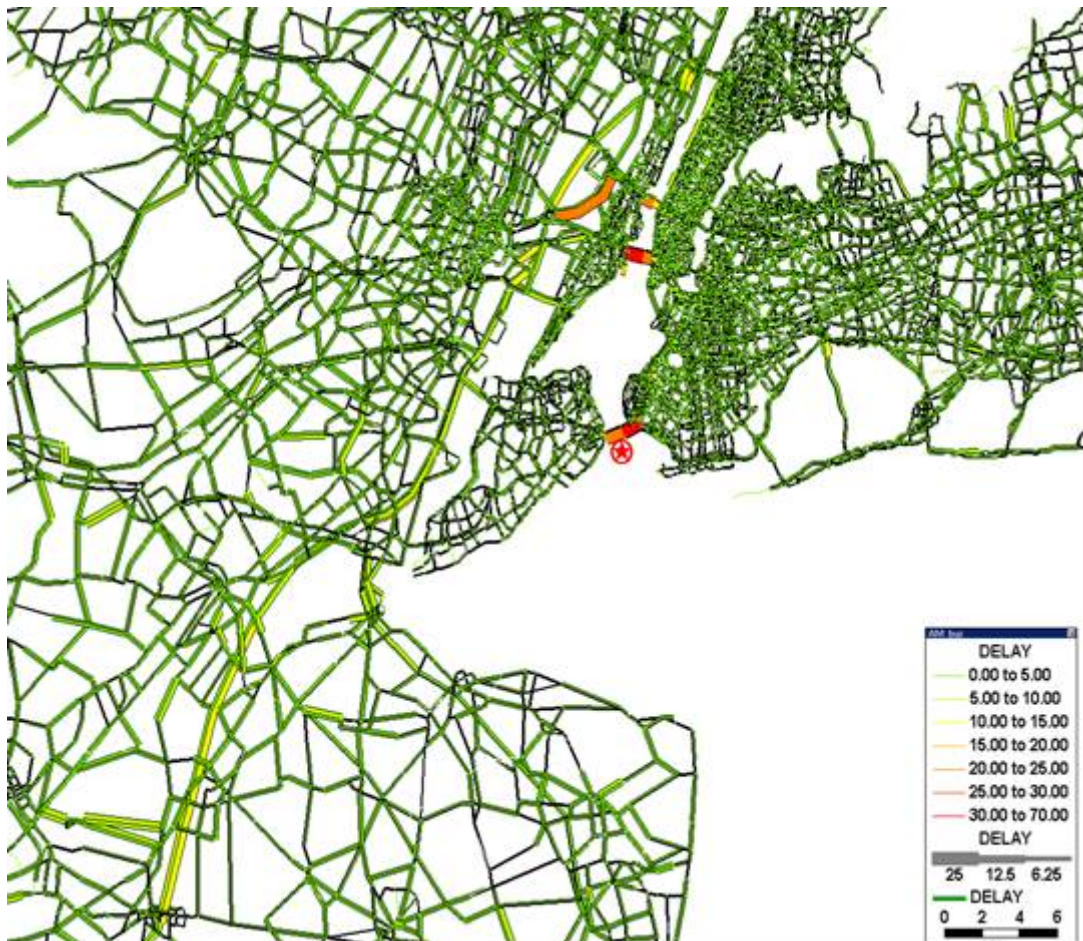 DELAY
0.00 to 5.00
5.00 to 10.00
10.00 to 15.00
15.00 to 20.00
20.00 to 25.00
25.00 to 30.00
30.00 to 70.00
DELAY
25 12.5 6.25
DELAY
0 2 4 6